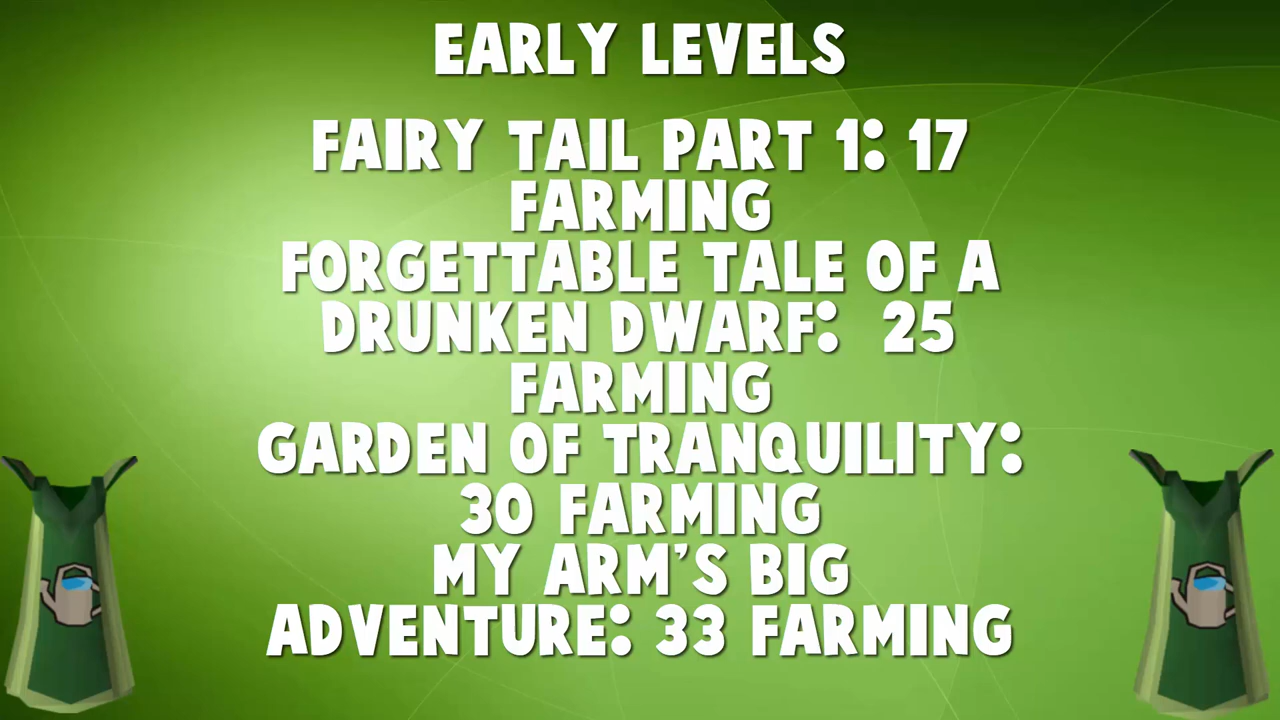 EARLY LEVELS
FAIRY TAIL PART 1: 17
FARMING
FORGETTABLE TALE OF A
DRUNKEN DWARF: 25
FARMING
GARDEN OF TRANQUILITY:
30 FARMING
MY ARM'S BIG
ADVENTURE: 33 FARMING